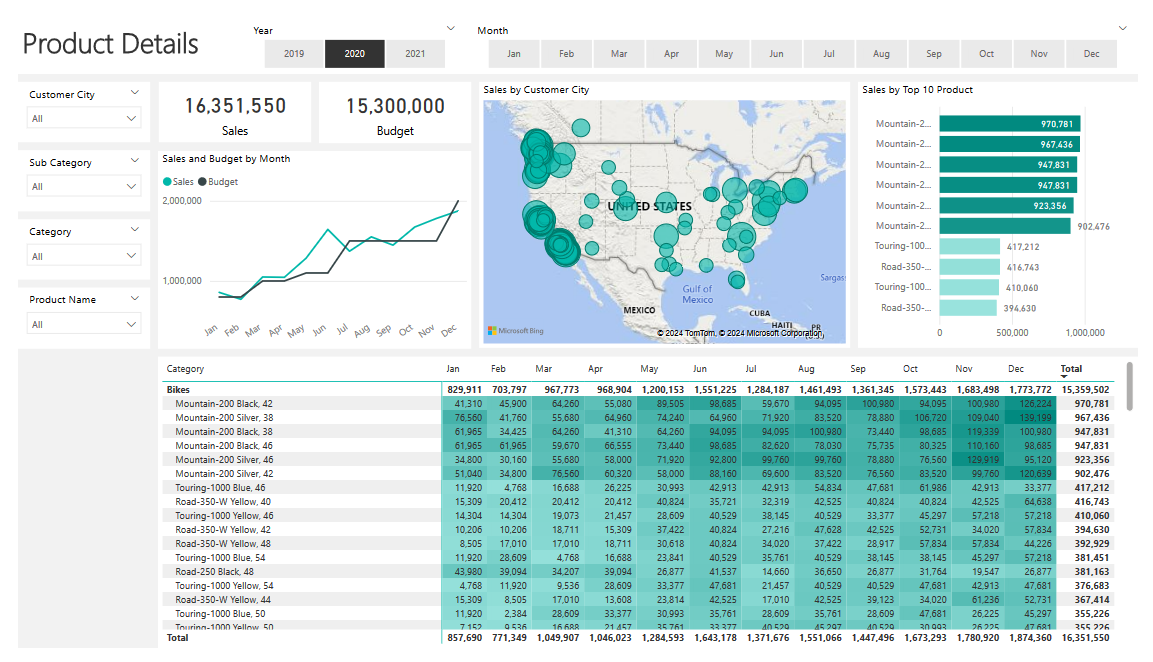 Product Details
Year
2019 2020 2021
Month
Jan Feb Mar Apr May Jun Jul Aug Sep Oct Nov Dec
Customer City
All
Sub Category
All
Category
All
Product Name
All
16,351,550
Sales
15,300,000
Budget
Sales and Budget by Month
Sales Budget
2,000,000
1,000,000
Jan Feb Mar Apr May Jun Jul Aug Sep Oct Nov Dec
Sales by Customer City
UNITED STATES
Gulf of
Mexico
MEXICO
CUBA
HAITI
PR
Sargas
Microsoft Bing
© 2024 TomTom, © 2024 Microsoft Corporation,
Sales by Top 10 Product
Mountain-2... 970,781
Mountain-2... 967,436
Mountain-2... 947,831
Mountain-2... 947,831
Mountain-2... 923,356
Mountain-2... 902,476
Touring-100... 417,212
Road-350-... 416,743
Touring-100... 410,060
Road-350-... 394,630
0 500,000 1,000,000
Category Jan Feb Mar Apr May Jun Jul Aug Sep Oct Nov Dec Total
Bikes 829,911 703,797 967,773 968,904 1,200,153 1,551,225 1,284,187 1,461,493 1,361,345 1,573,443 1,683,498 1,773,772 15,359,502
Mountain-200 Black, 42 41,310 45,900 64,260 55,080 89,505 98,685 59,670 94,095 100,980 94,095 100,980 126,224 970,781
Mountain-200 Silver, 38 76,560 41,760 55,680 64,960 74,240 64,960 71,920 83,520 78,880 106,720 109,040 139,199 967,436
Mountain-200 Black, 38 61,965 34,425 64,260 41,310 64,260 94,095 94,095 100,980 73,440 98,685 119,339 100,980 947,831
Mountain-200 Black, 46 61,965 61,965 59,670 66,555 73,440 98,685 82,620 78,030 75,735 80,325 110,160 98,685 947,831
Mountain-200 Silver, 46 34,800 30,160 55,680 58,000 71,920 92,800 99,760 99,760 78,880 76,560 129,919 95,120 923,356
Mountain-200 Silver, 42 51,040 34,800 76,560 60,320 58,000 88,160 69,600 83,520 76,560 83,520 99,760 120,639 902,476
Touring-1000 Blue, 46 11,920 4,768 16,688 26,225 30,993 42,913 42,913 54,834 47,681 61,986 42,913 33,377 417,212
Road-350-W Yellow, 40 15,309 20,412 20,412 20,412 40,824 35,721 32,319 42,525 40,824 42,525 40,824 64,638 416,743
Touring-1000 Yellow, 46 14,304 14,304 19,073 21,457 28,609 40,529 38,145 40,529 33,377 45,297 57,218 57,218 410,060
Road-350-W Yellow, 42 10,206 10,206 18,711 15,309 37,422 40,824 27,216 47,628 42,525 52,731 34,020 57,834 394,630
Road-350-W Yellow, 48 8,505 17,010 17,010 18,711 30,618 40,824 34,020 37,422 28,917 57,834 57,834 44,226 392,929
Touring-1000 Blue, 54 11,920 28,609 4,768 16,688 23,841 40,529 35,761 40,529 38,145 38,145 45,297 57,218 381,451
Road-250 Black, 48 43,980 39,094 34,207 39,094 26,877 41,537 14,660 36,650 26,877 31,764 19,547 26,877 381,163
Touring-1000 Yellow, 54 4,768 11,920 9,536 28,609 33,377 47,681 21,457 40,529 40,529 47,681 42,913 47,681 376,683
Road-350-W Yellow, 44 15,309 8,505 17,010 13,608 23,814 42,525 17,010 42,525 39,123 34,020 61,236 52,731 367,414
Touring-1000 Blue, 50 11,920 2,384 28,609 33,377 30,993 35,761 28,609 35,761 28,609 47,681 26,225 45,297 355,226
Touring-1000 Yellow, 50 7,152 9,536 16,688 21,457 35,761 33,377 40,529 45,297 40,529 30,993 26,225 47,681 355,226
Total 857,690 771,349 1,049,907 1,046,023 1,284,593 1,643,178 1,371,676 1,551,066 1,447,496 1,673,293 1,780,920 1,874,360 16,351,550